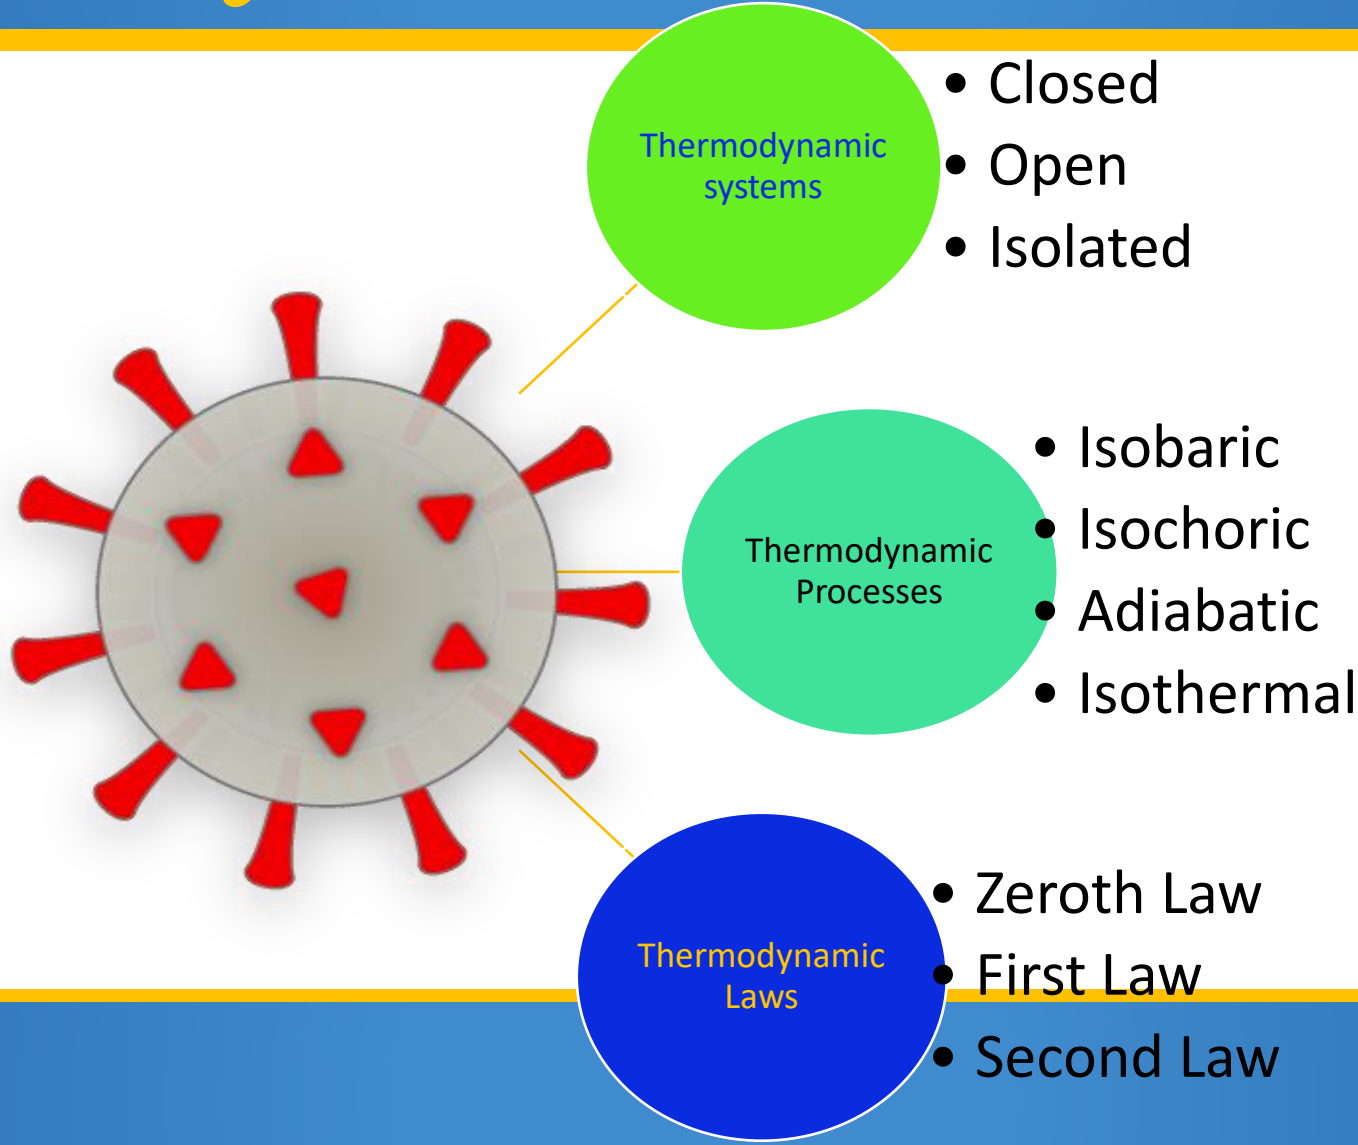 Thermodynamic
systems
• Closed
• Open
• Isolated
Thermodynamic
Processes
• Isobaric
• Isochoric
• Adiabatic
• Isothermal
Thermodynamic
Laws
• Zeroth Law
• First Law
• Second Law